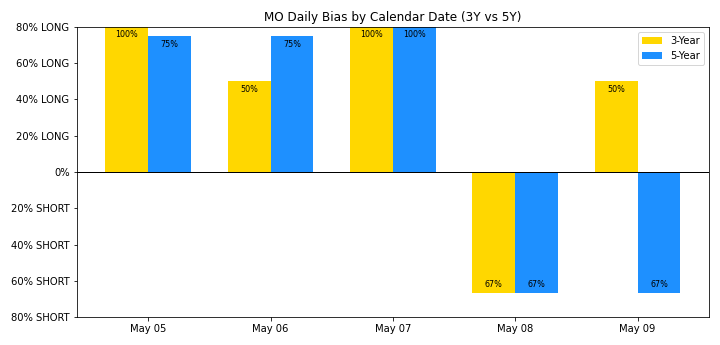 MO Daily Bias by Calendar Date (3Y vs 5Y)
80% LONG
60% LONG
40% LONG
20% LONG
0%
20% SHORT
40% SHORT
60% SHORT
80% SHORT
100%
75%
50%
75%
100%
100%
67%
67%
50%
67%
3-Year
5-Year
May 05
May 06
May 07
May 08
May 09